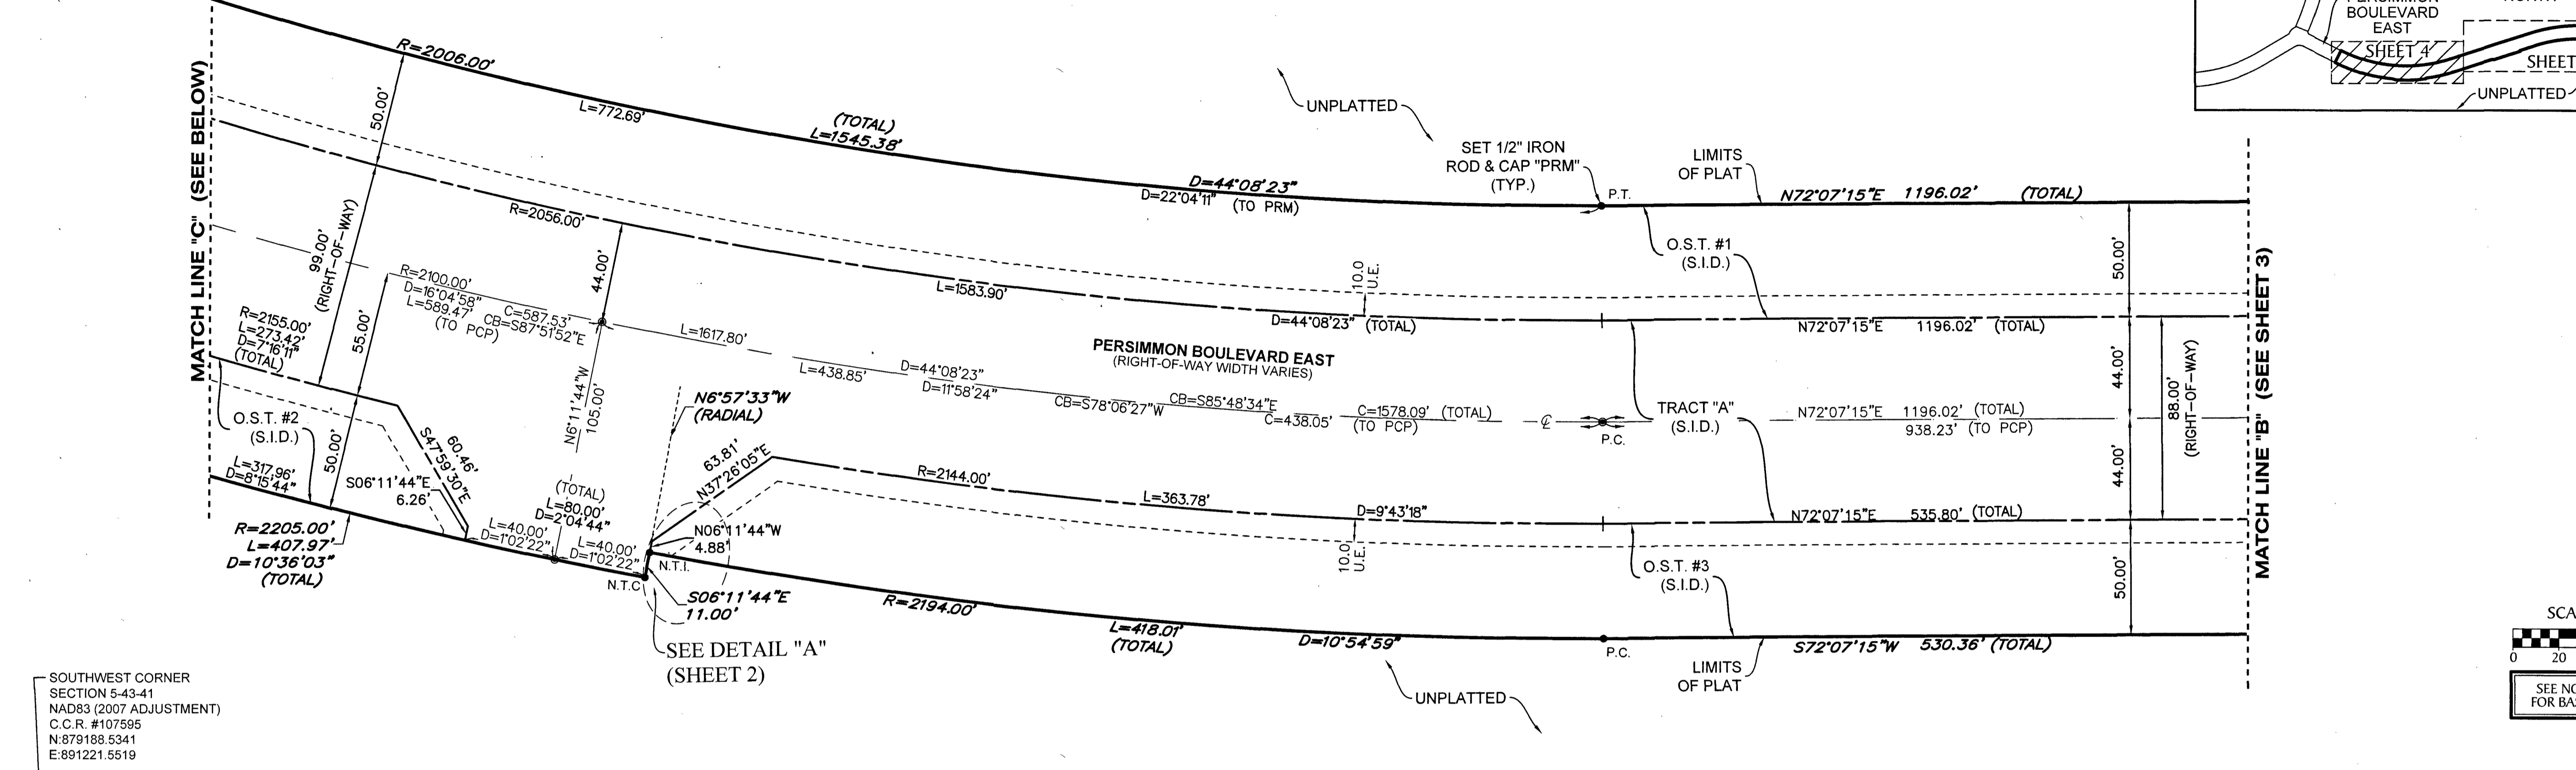 MATCH LINE "C" (SEE BELOW)
R=2006.00'
50.00'
L=772.69'
(TOTAL)
L=1545.38'
UNPLATTED
SET 1/2" IRON
ROD & CAP "PRM"
(TYP.)
P.T.
LIMITS
OF PLAT
D=44°08'23"
D=22°04'11" (TO PRM)
N72°07'15"E 1196.02' (TOTAL)
BOULEVARD
EAST
SHEET 4
SHEET
UNPLATTED
R=2056.00'
O.S.T. #1
(S.I.D.)
50.00'
99.00'
(RIGHT-OF-WAY)
44.00'
L=1583.90'
10.0
U.E.
D=44°08'23" (TOTAL)
N72°07'15"E 1196.02' (TOTAL)
R=2100.00'
D=16°04'58"
L=589.47'
(TO PCP)
C=587.53'
CB=S87°51'52"E
L=1617.80'
PERSIMMON BOULEVARD EAST
(RIGHT-OF-WAY WIDTH VARIES)
R=2155.00'
L=273.42'
D=7°16'11"
(TOTAL)
55.00'
L=438.85'
D=44°08'23"
D=11°58'24"
CB=S78°06'27"W
CB=S85°48'34"E
C=438.05'
C=1578.09' (TOTAL)
(TO PCP)
P.C.
TRACT "A"
(S.I.D.)
N72°07'15"E 1196.02' (TOTAL)
938.23' (TO PCP)
44.00'
44.00'
88.00'
(RIGHT-OF-WAY)
MATCH LINE "B" (SEE SHEET 3)
N6°11'44"W
105.00'
N6°57'33"W
(RADIAL)
O.S.T. #2
(S.I.D.)
50.00'
L=317.96'
D=8°15'44"
60.46'
S47°59'30"E
S06°11'44"E
6.26'
63.81'
N37°26'05"E
R=2144.00'
L=363.78'
D=9°43'18"
N72°07'15"E 535.80' (TOTAL)
R=2205.00'
L=407.97'
D=10°36'03"
(TOTAL)
(TOTAL)
L=80.00'
D=2°04'44"
L=40.00'
D=1°02'22"
L=40.00'
D=1°02'22"
N06°11'44"W
4.88'
N.T.I.
N.T.C
S06°11'44"E
11.00'
10.0
U.E.
O.S.T. #3
(S.I.D.)
50.00'
R=2194.00'
L=418.01'
(TOTAL)
D=10°54'59"
P.C.
S72°07'15"W 530.36' (TOTAL)
LIMITS
OF PLAT
UNPLATTED
SEE DETAIL "A"
(SHEET 2)
SOUTHWEST CORNER
SECTION 5-43-41
NAD83 (2007 ADJUSTMENT)
C.C.R. #107595
N:879188.5341
E:891221.5519
0 20